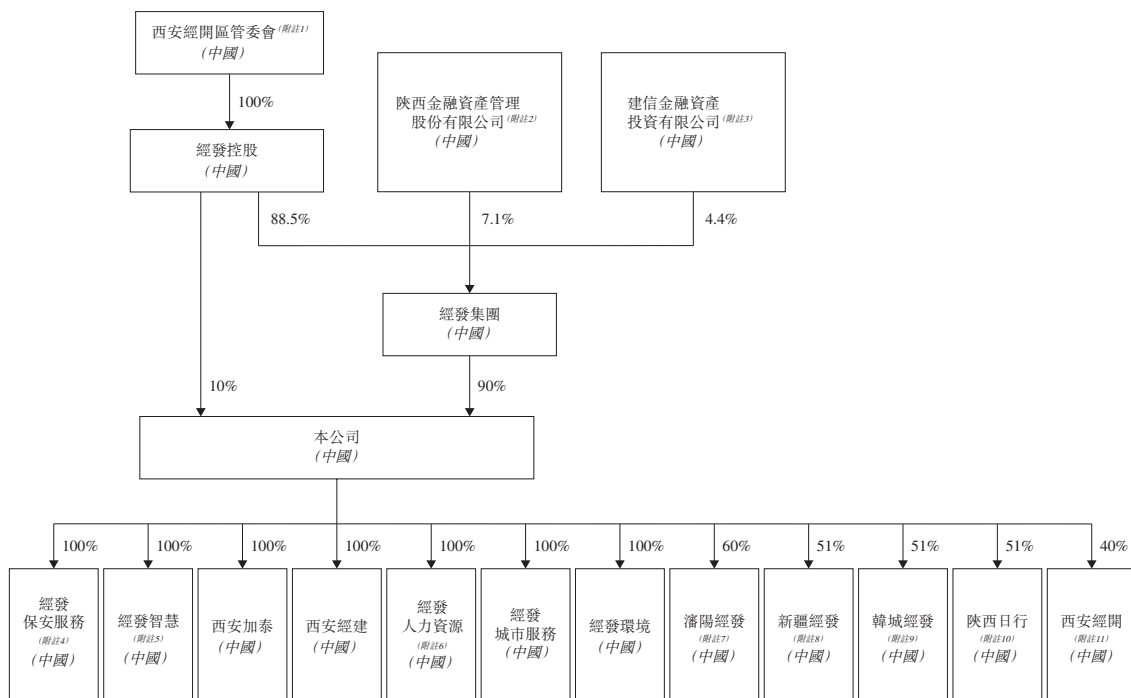 西安經開區管委會(附註1)
(中國)
100%
經發控股
(中國)
陝西金融資產管理
股份有限公司(附註2)
(中國)
建信金融資產
投資有限公司(附註3)
(中國)
88.5%
7.1%
4.4%
經發集團
(中國)
10%
90%
本公司
(中國)
100%
100%
100%
100%
100%
100%
100%
60%
51%
51%
51%
40%
經發
保安服務
(附註4)
(中國)
經發智慧
(附註5)
(中國)
西安加泰
(中國)
西安經建
(中國)
經發
人力資源
(附註6)
(中國)
經發
城市服務
(中國)
經發環境
(中國)
瀋陽經發
(附註7)
(中國)
新疆經發
(附註8)
(中國)
韓城經發
(附註9)
(中國)
陝西日行
(附註10)
(中國)
西安經開
(附註11)
(中國)